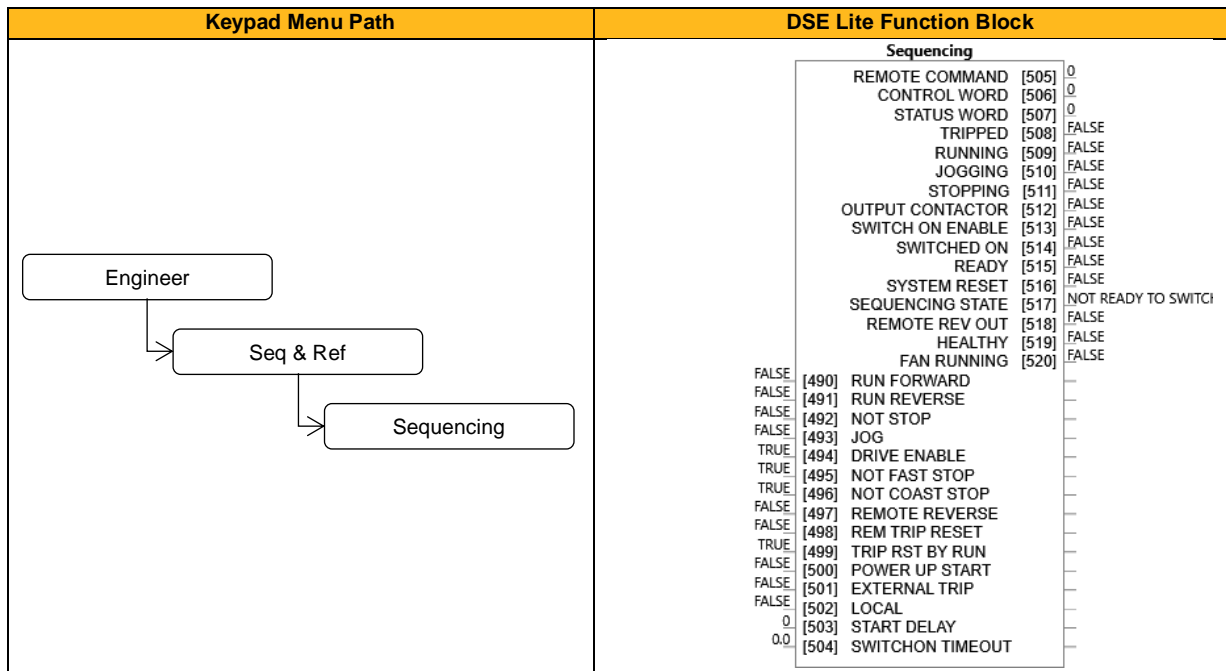 Keypad Menu Path
DSE Lite Function Block
Engineer
Seq & Ref
Sequencing
Sequencing
REMOTE COMMAND [505] 0
CONTROL WORD [506] 0
STATUS WORD [507] 0
TRIPPED [508] FALSE
RUNNING [509] FALSE
JOGGING [510] FALSE
STOPPING [511] FALSE
OUTPUT CONTACTOR [512] FALSE
SWITCH ON ENABLE [513] FALSE
SWITCHED ON [514] FALSE
READY [515] FALSE
SYSTEM RESET [516] FALSE
SEQUENCING STATE [517] NOT READY TO SWITCH
REMOTE REV OUT [518] FALSE
HEALTHY [519] FALSE
FAN RUNNING [520] FALSE
FALSE [490] RUN FORWARD
FALSE [491] RUN REVERSE
FALSE [492] NOT STOP
FALSE [493] JOG
TRUE [494] DRIVE ENABLE
TRUE [495] NOT FAST STOP
TRUE [496] NOT COAST STOP
FALSE [497] REMOTE REVERSE
FALSE [498] REM TRIP RESET
TRUE [499] TRIP RST BY RUN
FALSE [500] POWER UP START
FALSE [501] EXTERNAL TRIP
FALSE [502] LOCAL
0 [503] START DELAY
0.0 [504] SWITCHON TIMEOUT